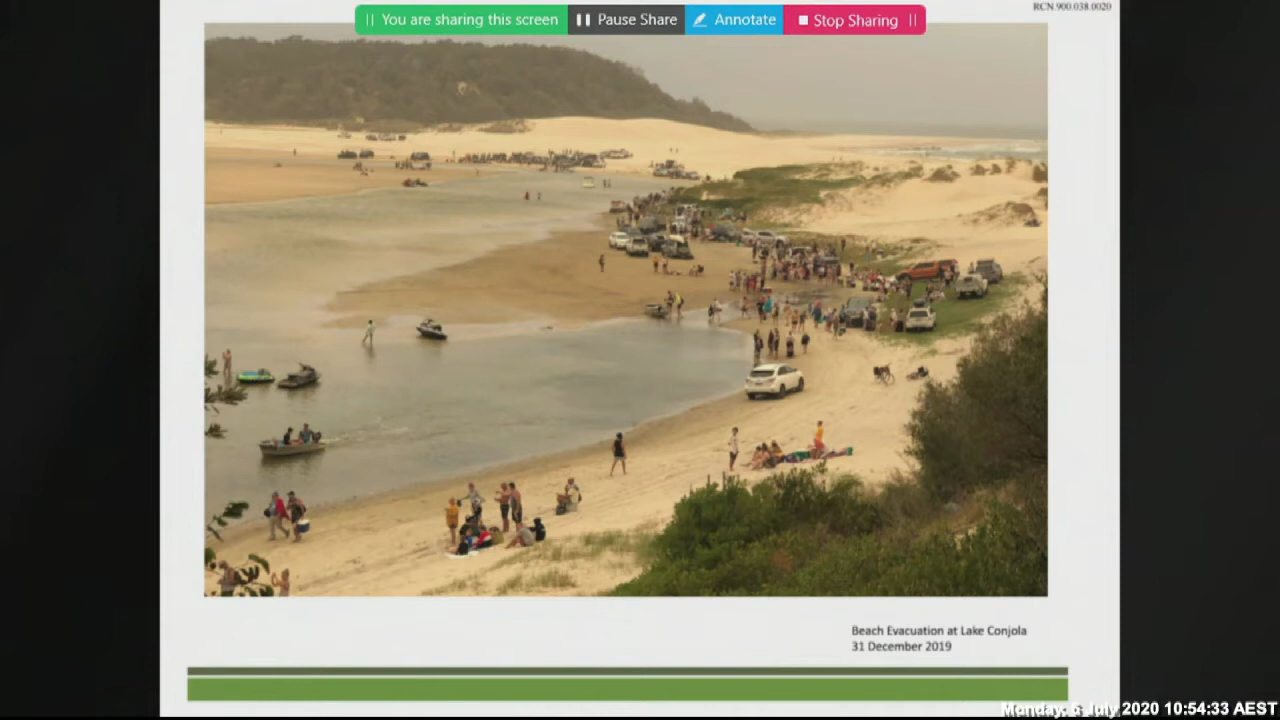 RCN.900.038.0020
You are sharing this screen
Pause Share
Annotate
Stop Sharing
Beach Evacuation at Lake Conjola
31 December 2019
Monday, 6 July 2020 10:54:33 AEST